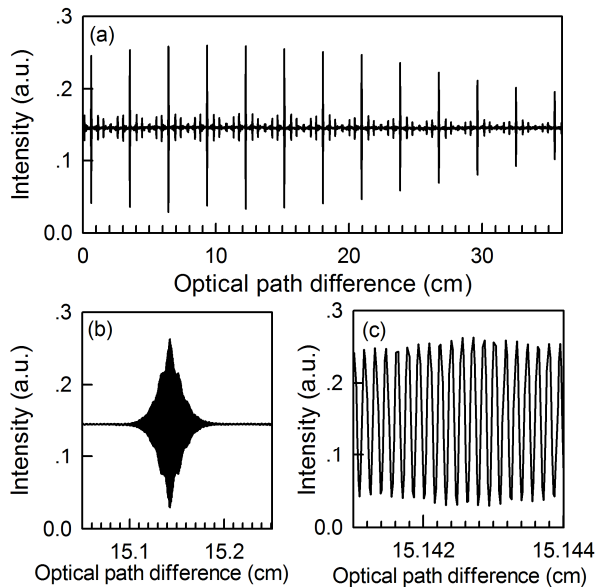 (a)
Intensity (a.u.)
.3
.2
.1
0.0
0 10 20 30
Optical path difference (cm)
(b)
Intensity (a.u.)
.3
.2
.1
0.0
15.1 15.2
Optical path difference (cm)
(c)
Intensity (a.u.)
.3
.2
.1
0.0
15.142 15.144
Optical path difference (cm)